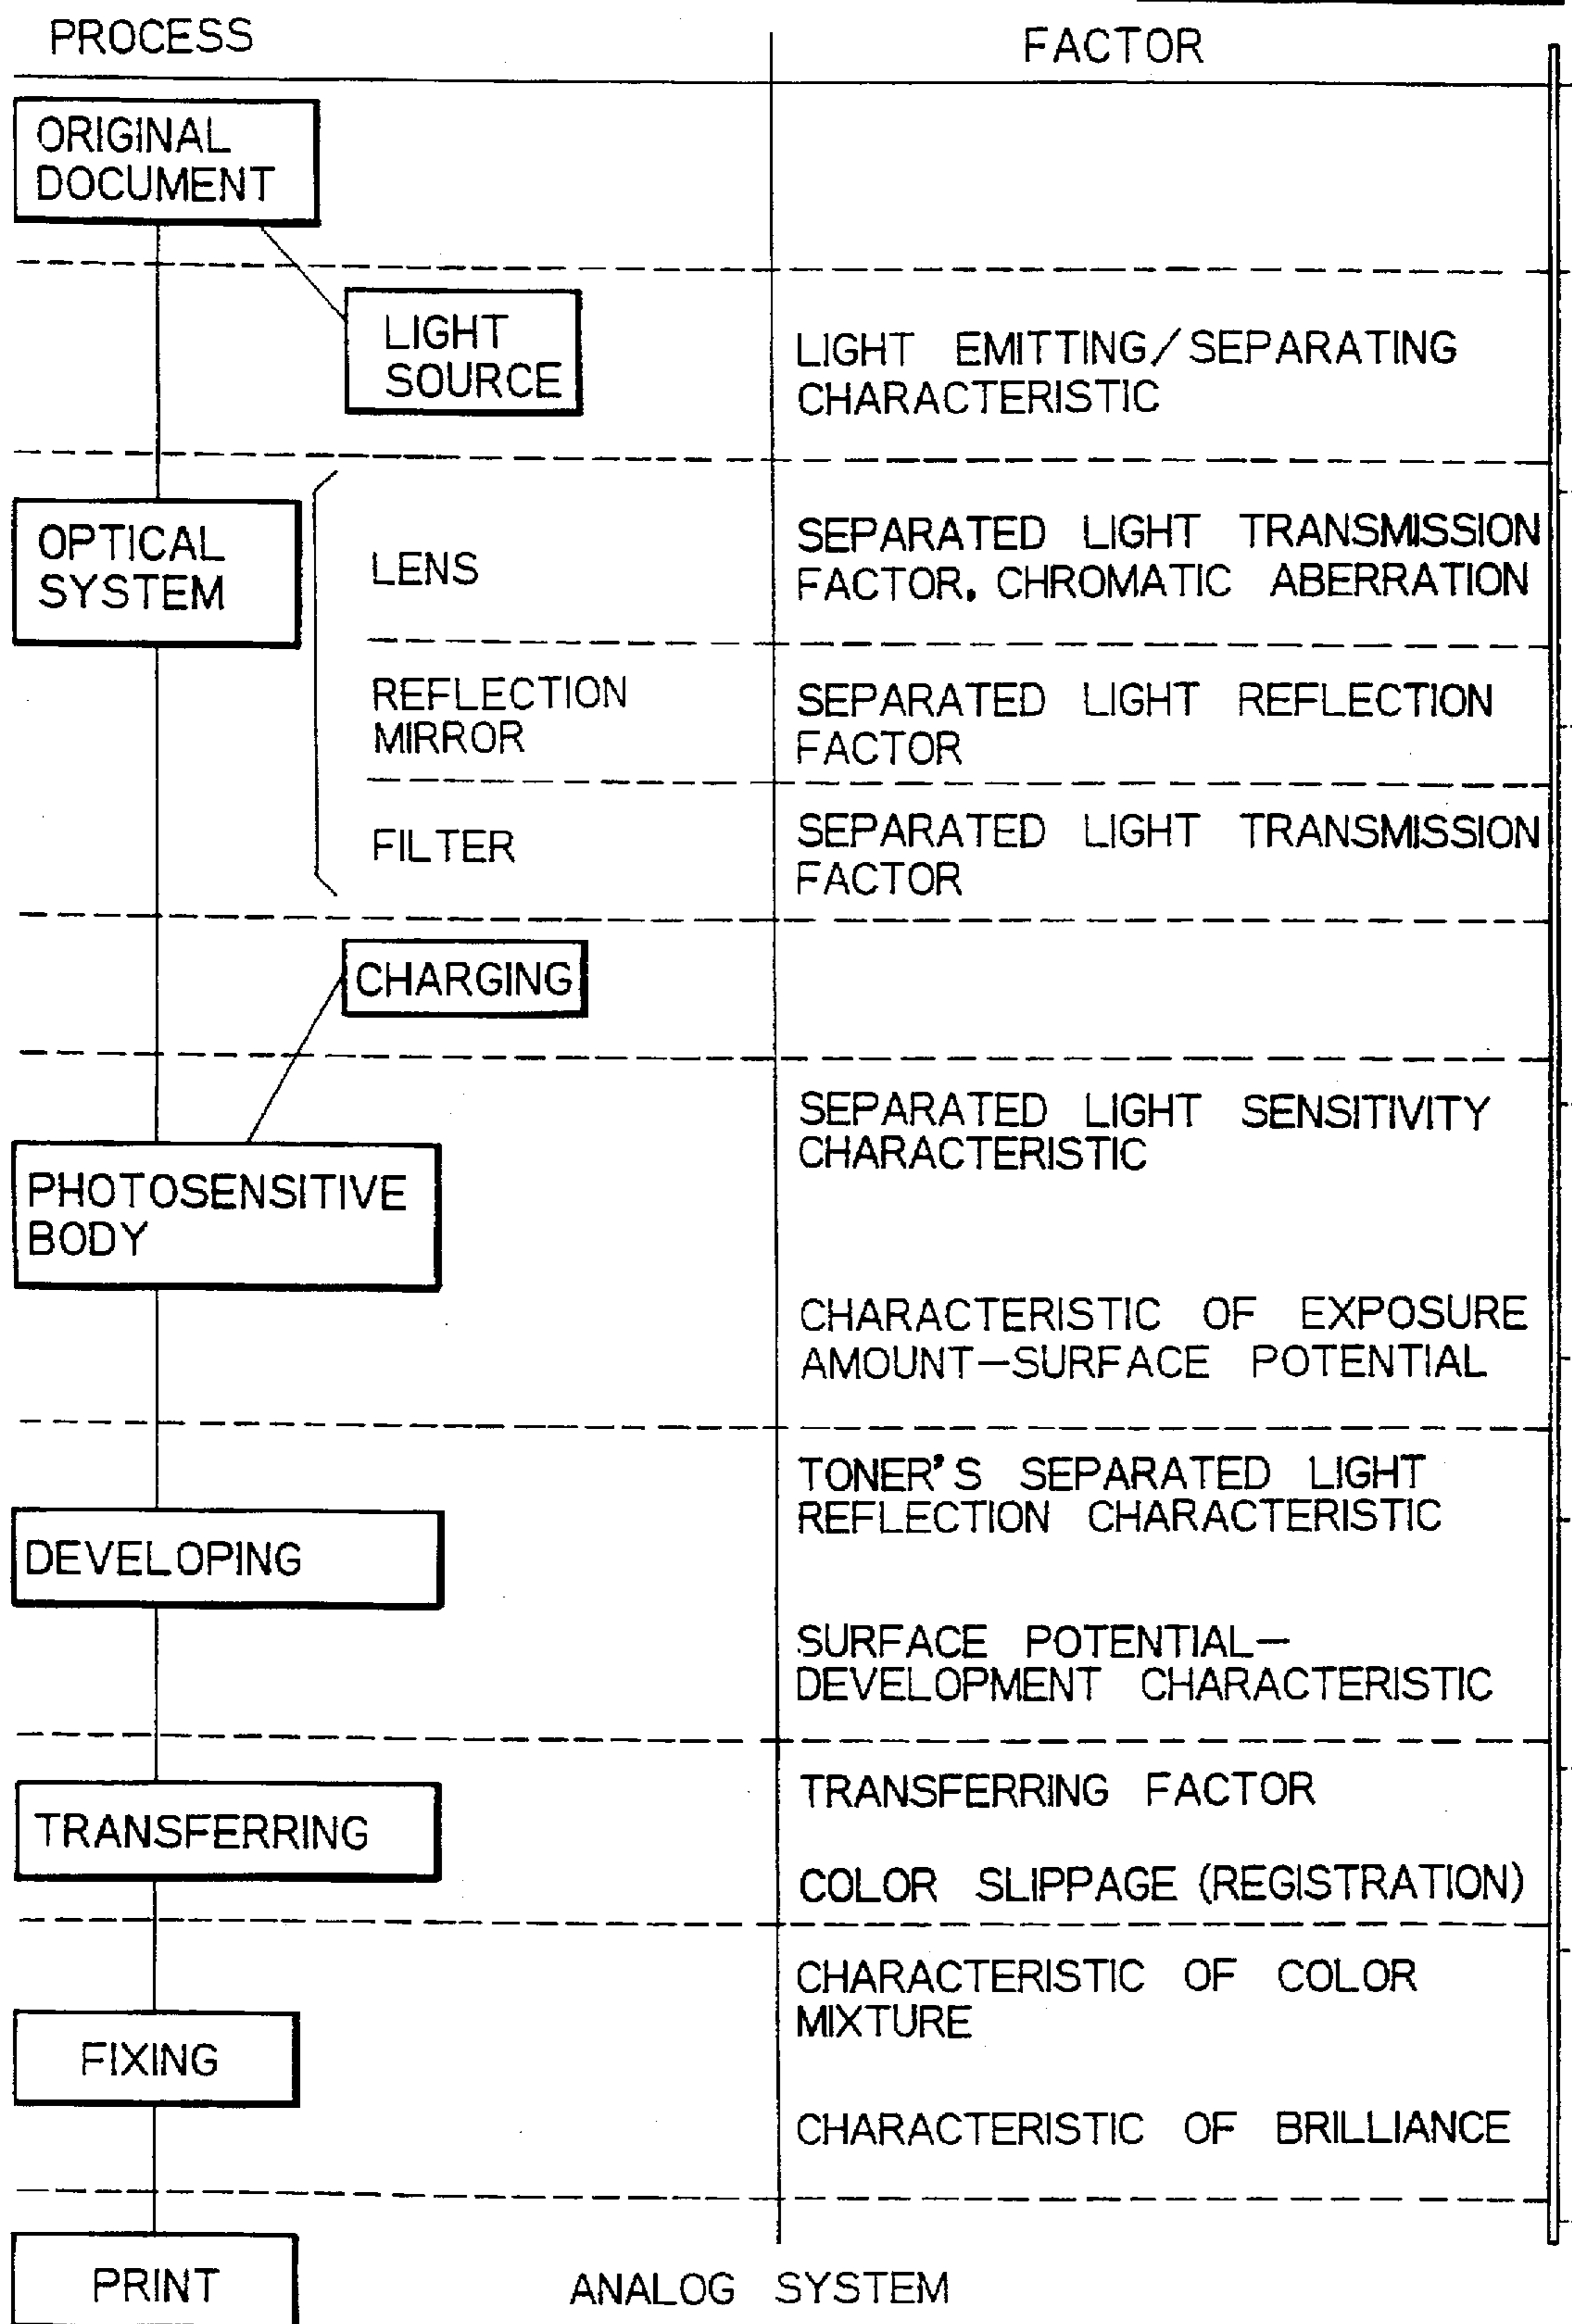 PROCESS
FACTOR
ORIGINAL
DOCUMENT
LIGHT
SOURCE
LIGHT EMITTING/SEPARATING
CHARACTERISTIC
OPTICAL
SYSTEM
LENS
SEPARATED LIGHT TRANSMISSION
FACTOR. CHROMATIC ABERRATION
REFLECTION
MIRROR
SEPARATED LIGHT REFLECTION
FACTOR
FILTER
SEPARATED LIGHT TRANSMISSION
FACTOR
CHARGING
PHOTOSENSITIVE
BODY
SEPARATED LIGHT SENSITIVITY
CHARACTERISTIC
CHARACTERISTIC OF EXPOSURE
AMOUNT—SURFACE POTENTIAL
DEVELOPING
TONER'S SEPARATED LIGHT
REFLECTION CHARACTERISTIC
SURFACE POTENTIAL—
DEVELOPMENT CHARACTERISTIC
TRANSFERRING
TRANSFERRING FACTOR
COLOR SLIPPAGE (REGISTRATION)
FIXING
CHARACTERISTIC OF COLOR
MIXTURE
CHARACTERISTIC OF BRILLIANCE
PRINT
ANALOG SYSTEM